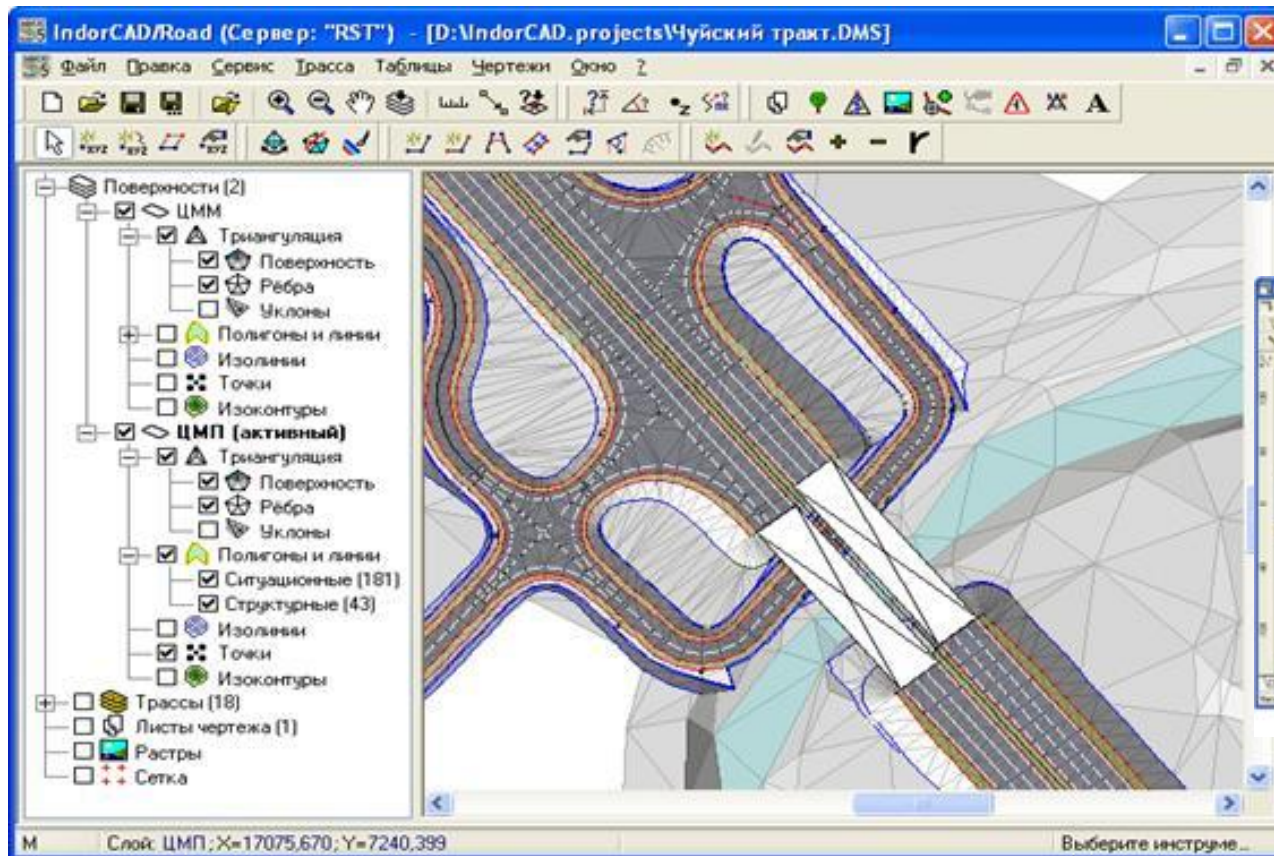 IndorCAD/Road (Сервер: "RST") - [D:\IndorCAD.projects\Чуйский тракт.DMS]
Файл Правка Сервис Трасса Таблицы Чертежи Окно ?
Поверхности (2)
ЦММ
Триангуляция
Поверхность
Рёбра
Уклоны
Полигоны и линии
Изолинии
Точки
Изоконтуры
ЦМП (активный)
Триангуляция
Поверхность
Рёбра
Уклоны
Полигоны и линии
Ситуационные (181)
Структурные (43)
Изолинии
Точки
Изоконтуры
Трассы (18)
Листы чертежа (1)
Растры
Сетка
М Слой: ЦМП; X=17075,670; Y=7240,399 Выберите инструме...